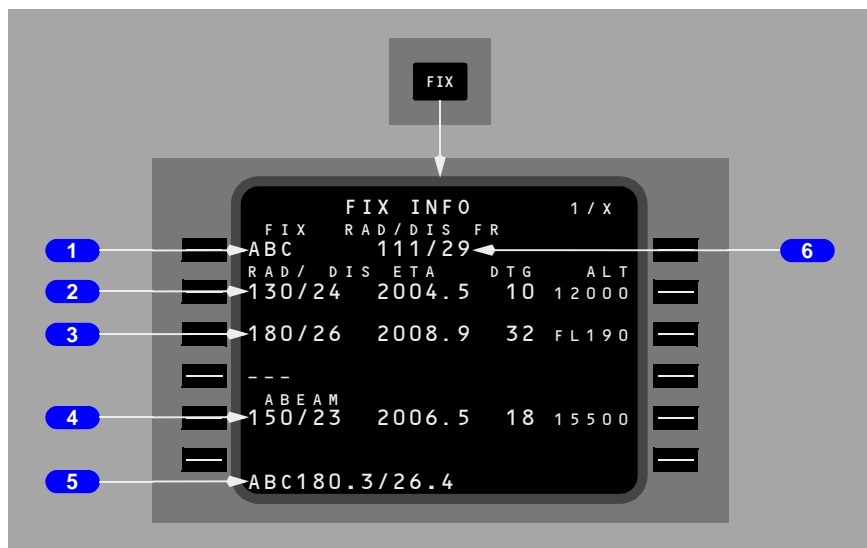 FIX
FIX INFO 1/X
FIX RAD/DIS FR
1 ABC 111/29 6
RAD/ DIS ETA DTG ALT
2 130/24 2004.5 10 12000
3 180/26 2008.9 32 FL190
---
ABEAM
4 150/23 2006.5 18 15500
5 ABC180.3/26.4